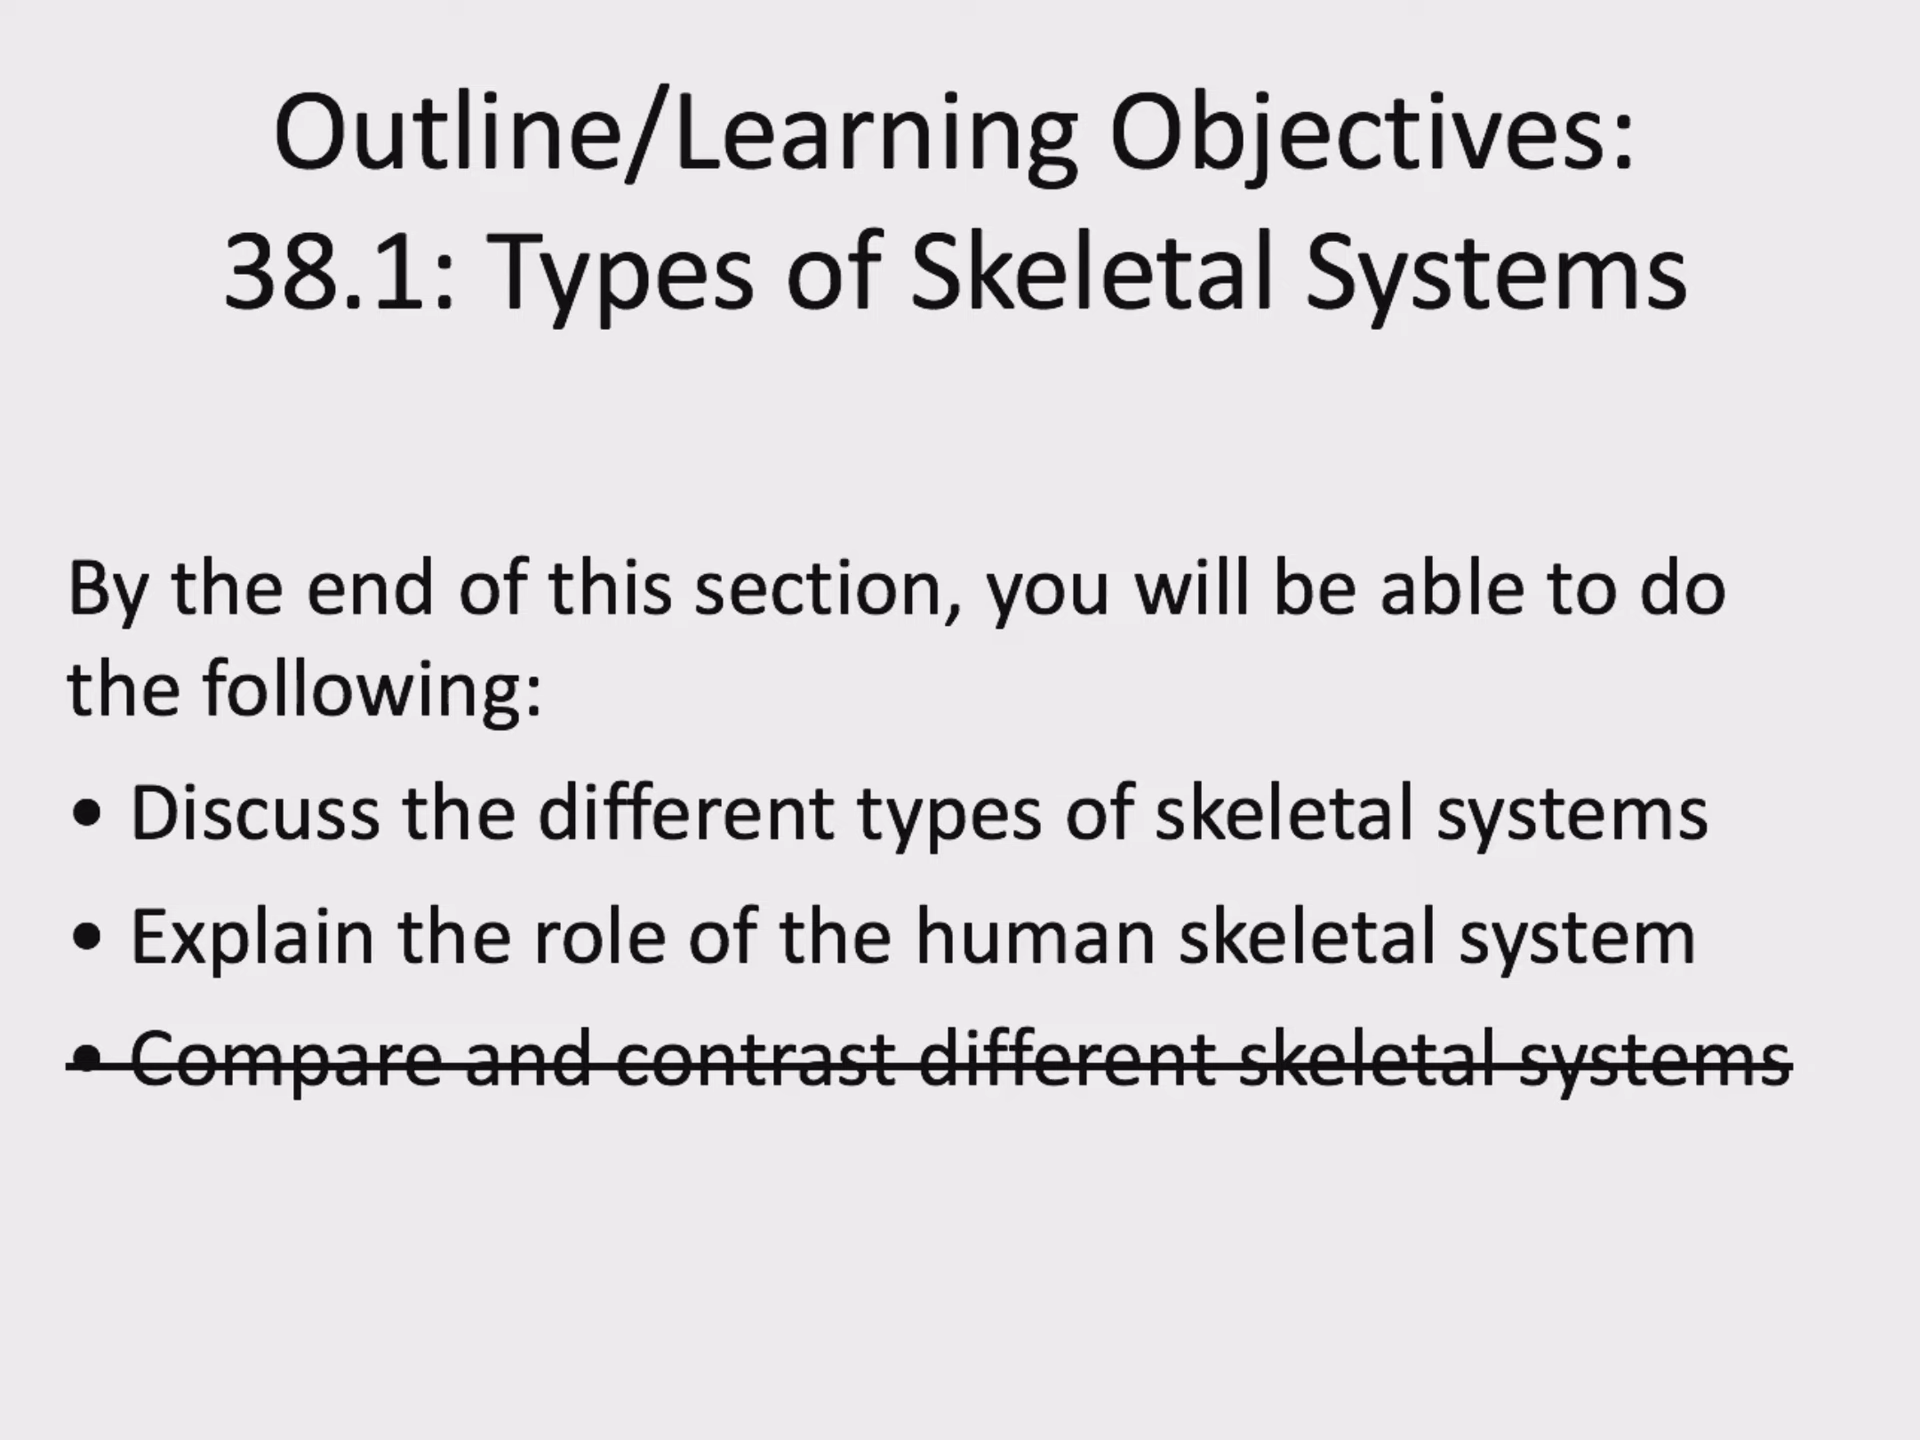 Outline/Learning Objectives:
38.1: Types of Skeletal Systems
By the end of this section, you will be able to do
the following:
• Discuss the different types of skeletal systems
• Explain the role of the human skeletal system
• Compare and contrast different skeletal systems